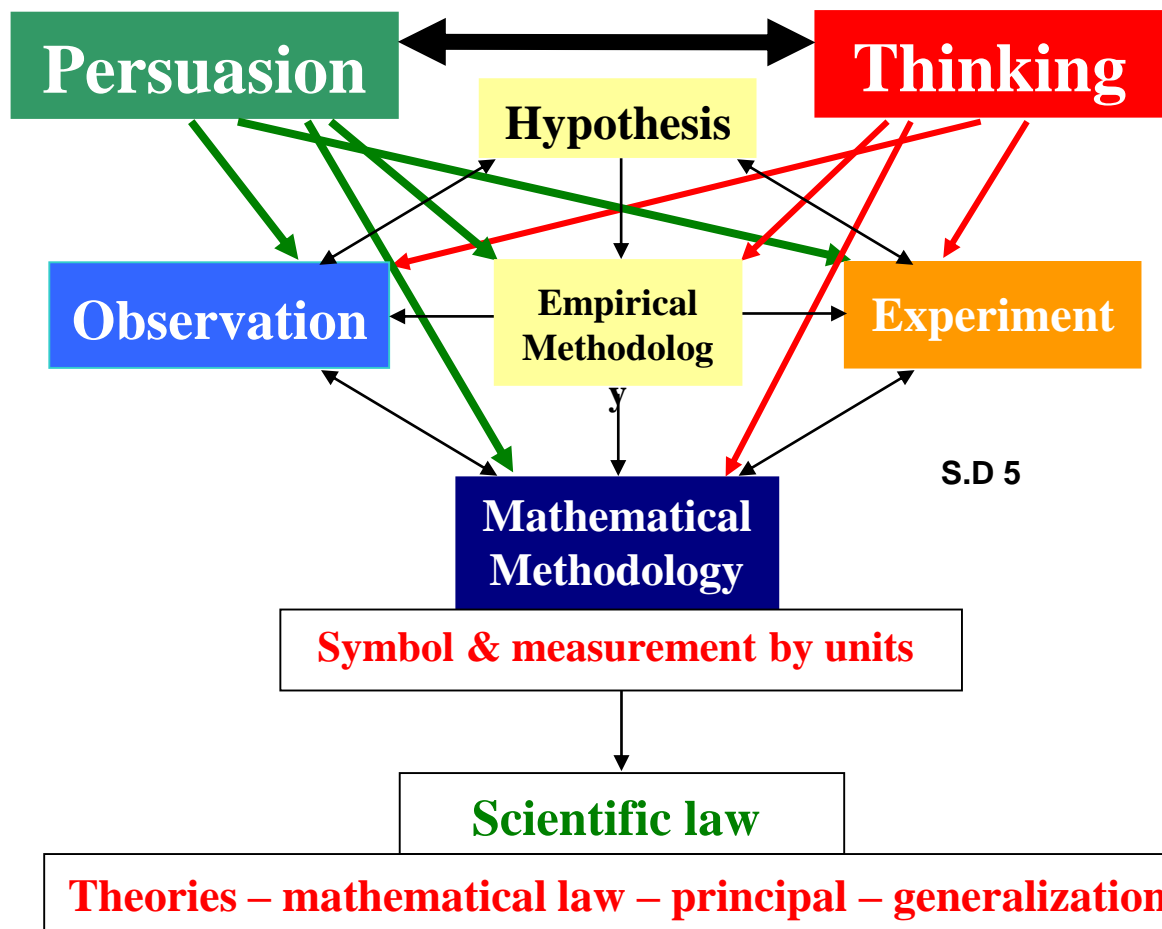 Persuasion
Thinking
Hypothesis
Observation
Empirical
Methodolog
y
Experiment
S.D 5
Mathematical
Methodology
Symbol & measurement by units
Scientific law
Theories – mathematical law – principal – generalization